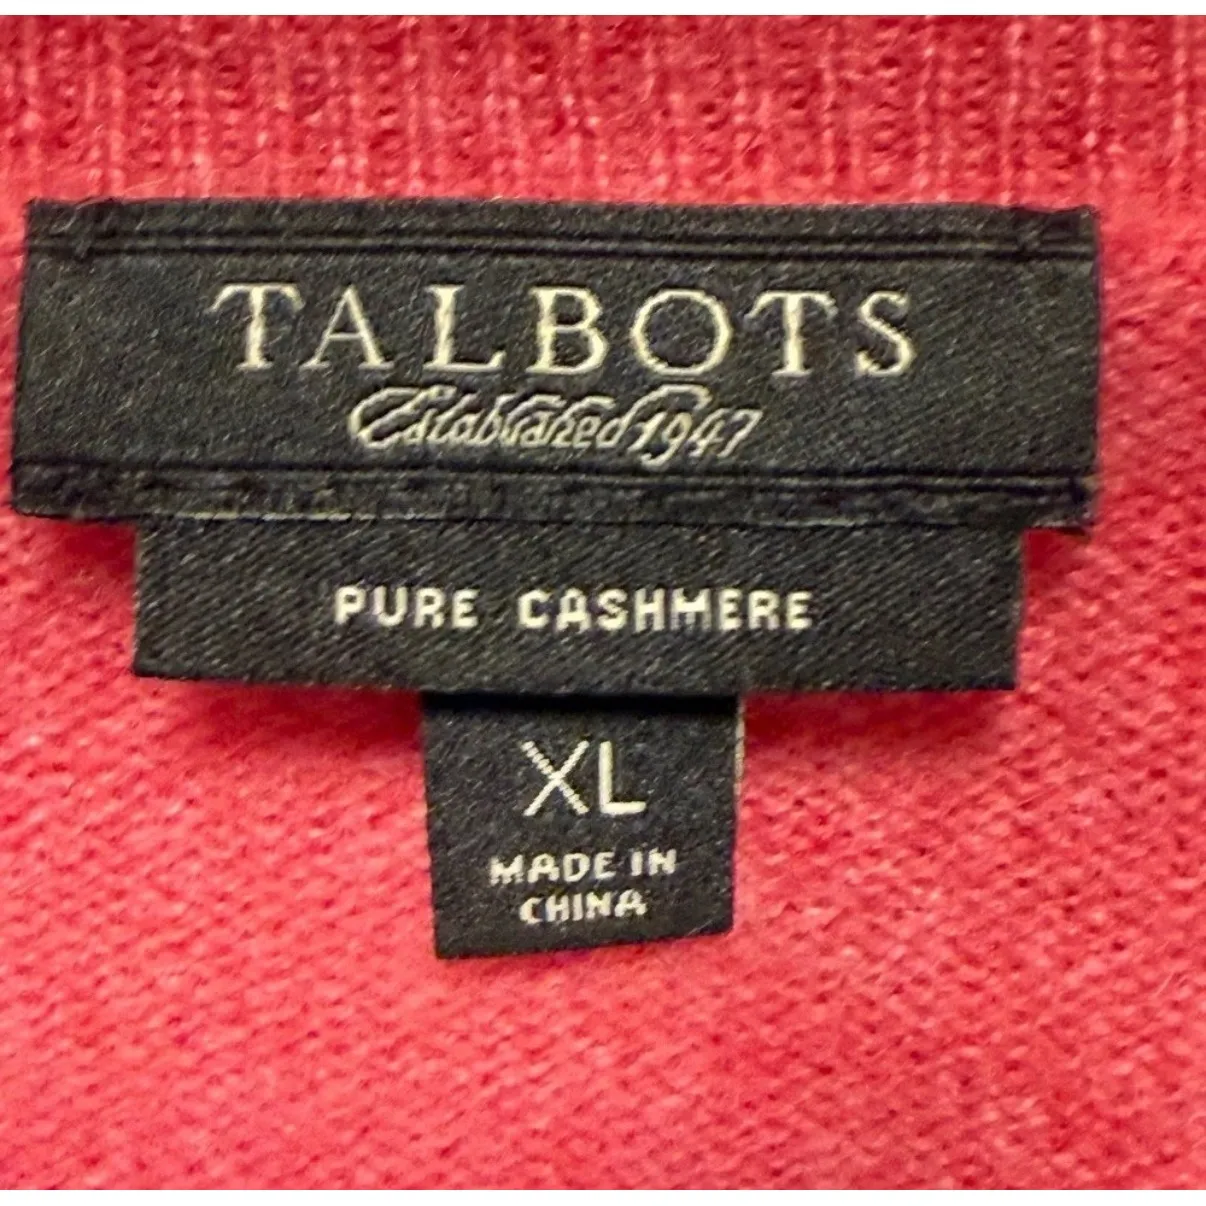 TALBOTS
Established 1947
PURE CASHMERE
XL
MADE IN
CHINA